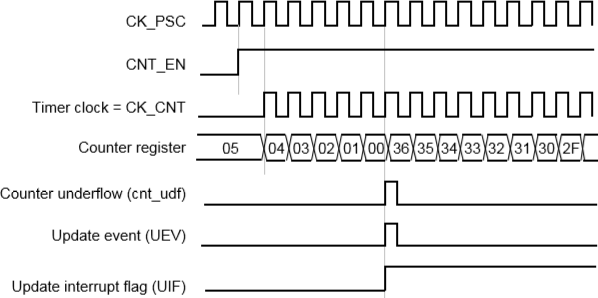 CK_PSC
CNT_EN
Timer clock = CK_CNT
Counter register 05 04 03 02 01 00 36 35 34 33 32 31 30 2F
Counter underflow (cnt_udf)
Update event (UEV)
Update interrupt flag (UIF)